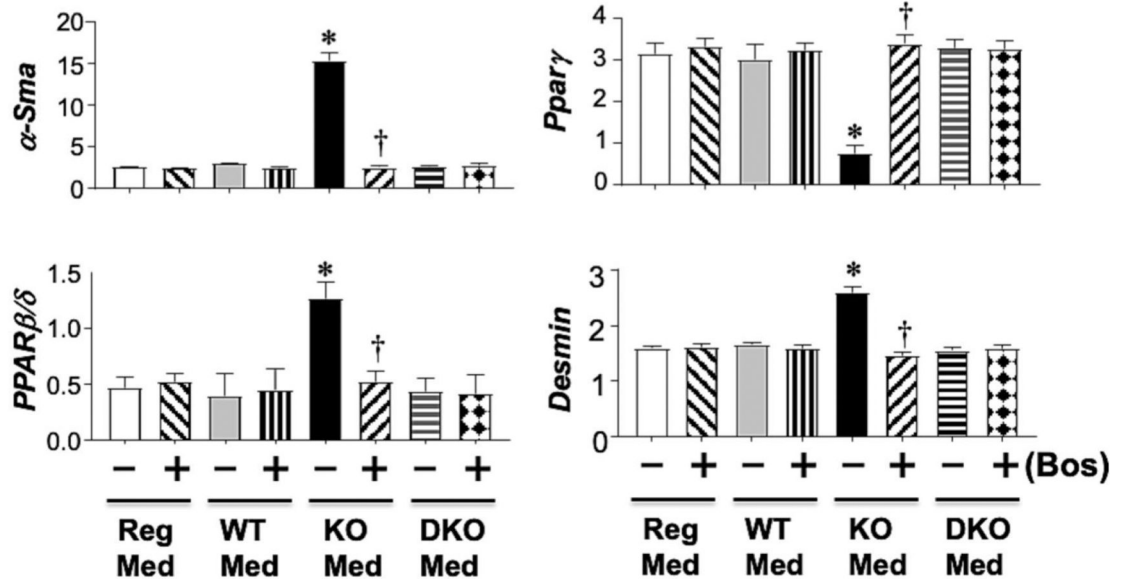 α-Sma
20
15
10
5
0
*
†
Pparγ
4
3
2
1
0
*
†
PPARβ/δ
1.5
1.0
0.5
0.0
*
†
Desmin
3
2
1
0
*
†
− + − + − + − +
− + − + − + − + (Bos)
Reg WT KO DKO
Med Med Med Med
Reg WT KO DKO
Med Med Med Med